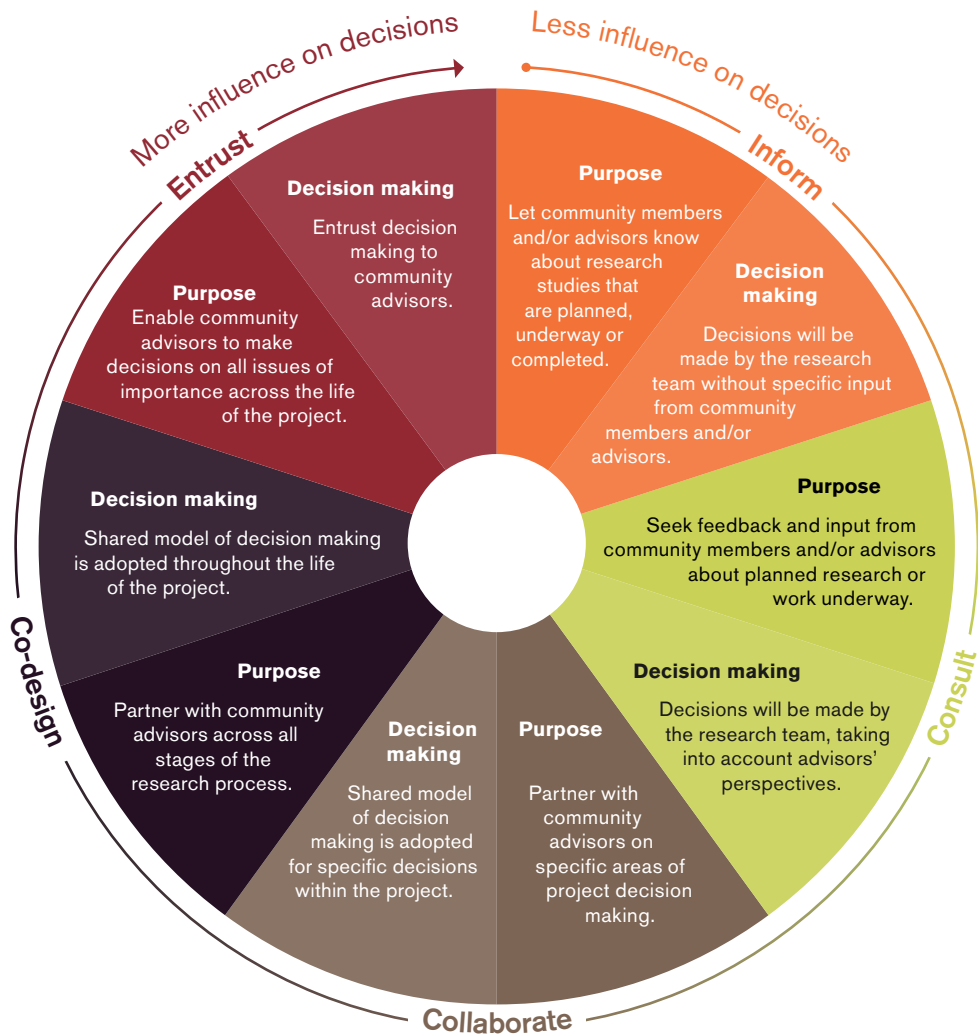 Less influence on decisions
Inform
Purpose
Let community members
and/or advisors know
about research
studies that
are planned,
underway or
completed.
Decision
making
Decisions will be
made by the research
team without specific input
from community
members and/or
advisors.
Consult
Purpose
Seek feedback and input from
community members and/or advisors
about planned research or
work underway.
Decision making
Decisions will be made by
the research team, taking
into account advisors’
perspectives.
Collaborate
Purpose
Partner with
community
advisors on
specific areas of
project decision
making.
Decision
making
Shared model
of decision
making is adopted
for specific decisions
within the project.
Co-design
Purpose
Partner with community
advisors across all
stages of the
research process.
Decision making
Shared model of decision making
is adopted throughout the life
of the project.
Entrust
Purpose
Enable community
advisors to make
decisions on all issues of
importance across the life
of the project.
Decision making
Entrust decision
making to
community
advisors.
More influence on decisions